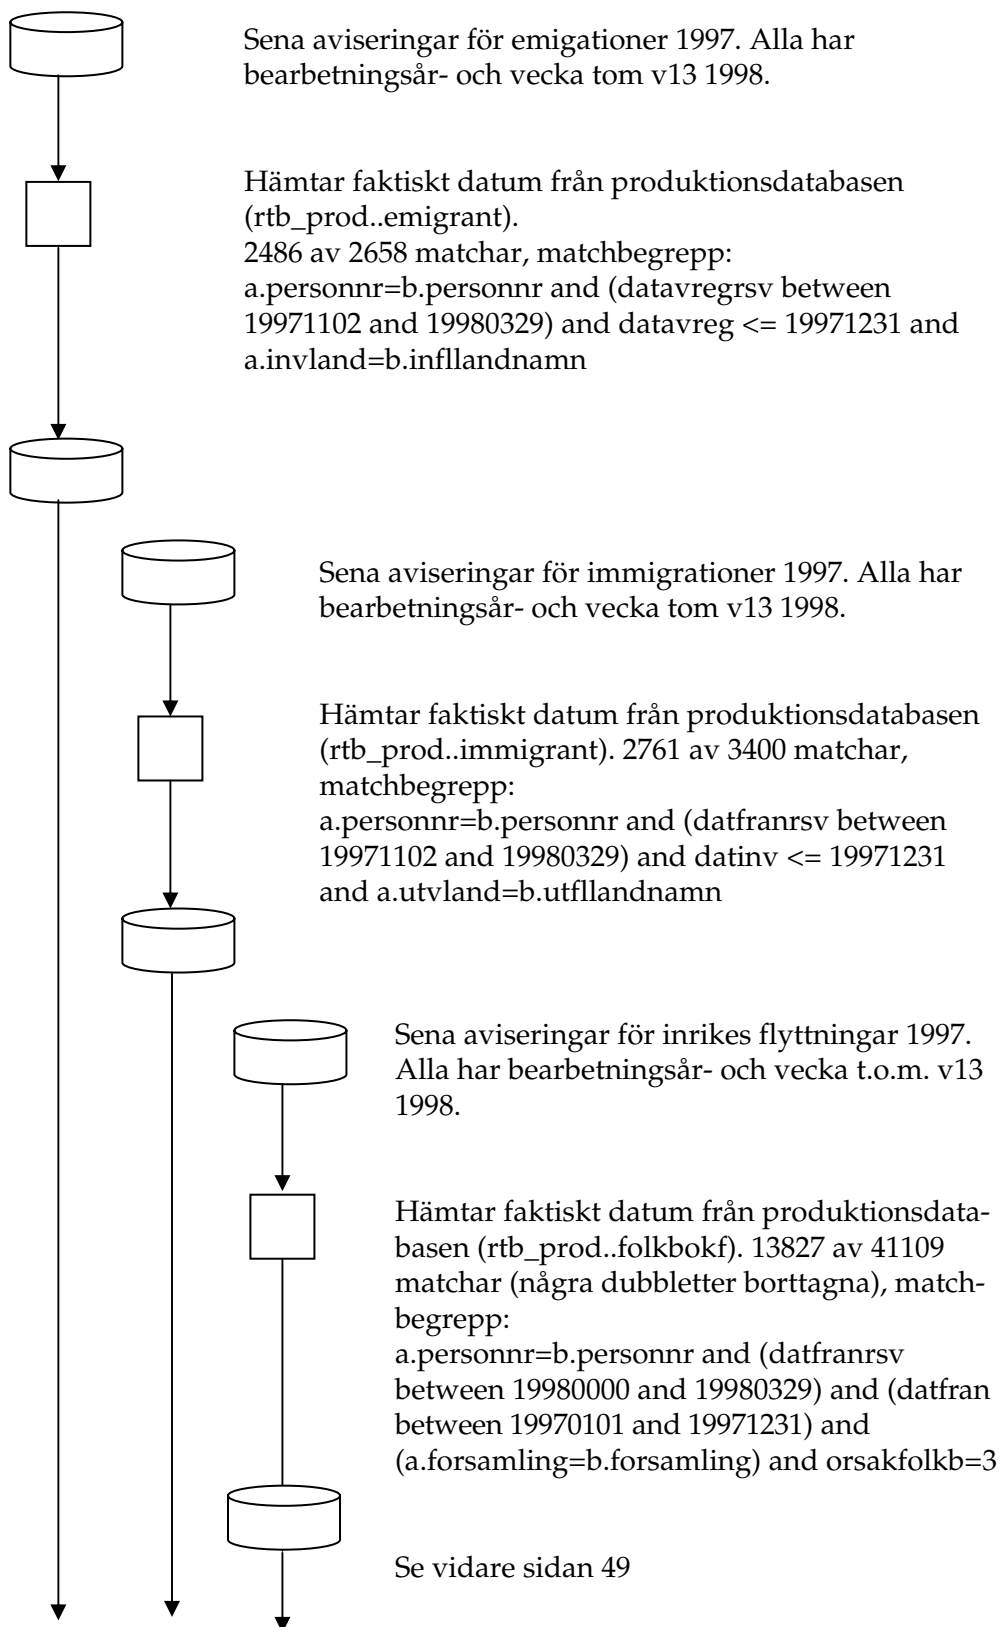 Sena aviseringar för emigationer 1997. Alla har
bearbetningsår- och vecka tom v13 1998.
Hämtar faktiskt datum från produktionsdatabasen
(rtb_prod..emigrant).
2486 av 2658 matchar, matchbegrepp:
a.personnr=b.personnr and (datavregrsv between
19971102 and 19980329) and datavreg <= 19971231 and
a.invland=b.infllandnamn
Sena aviseringar för immigrationer 1997. Alla har
bearbetningsår- och vecka tom v13 1998.
Hämtar faktiskt datum från produktionsdatabasen
(rtb_prod..immigrant). 2761 av 3400 matchar,
matchbegrepp:
a.personnr=b.personnr and (datfranrsv between
19971102 and 19980329) and datinv <= 19971231
and a.utvland=b.utfllandnamn
Sena aviseringar för inrikes flyttningar 1997.
Alla har bearbetningsår- och vecka t.o.m. v13
1998.
Hämtar faktiskt datum från produktionsdata-
basen (rtb_prod..folkbokf). 13827 av 41109
matchar (några dubbletter borttagna), match-
begrepp:
a.personnr=b.personnr and (datfranrsv
between 19980000 and 19980329) and (datfran
between 19970101 and 19971231) and
(a.forsamling=b.forsamling) and orsakfolkb=3
Se vidare sidan 49